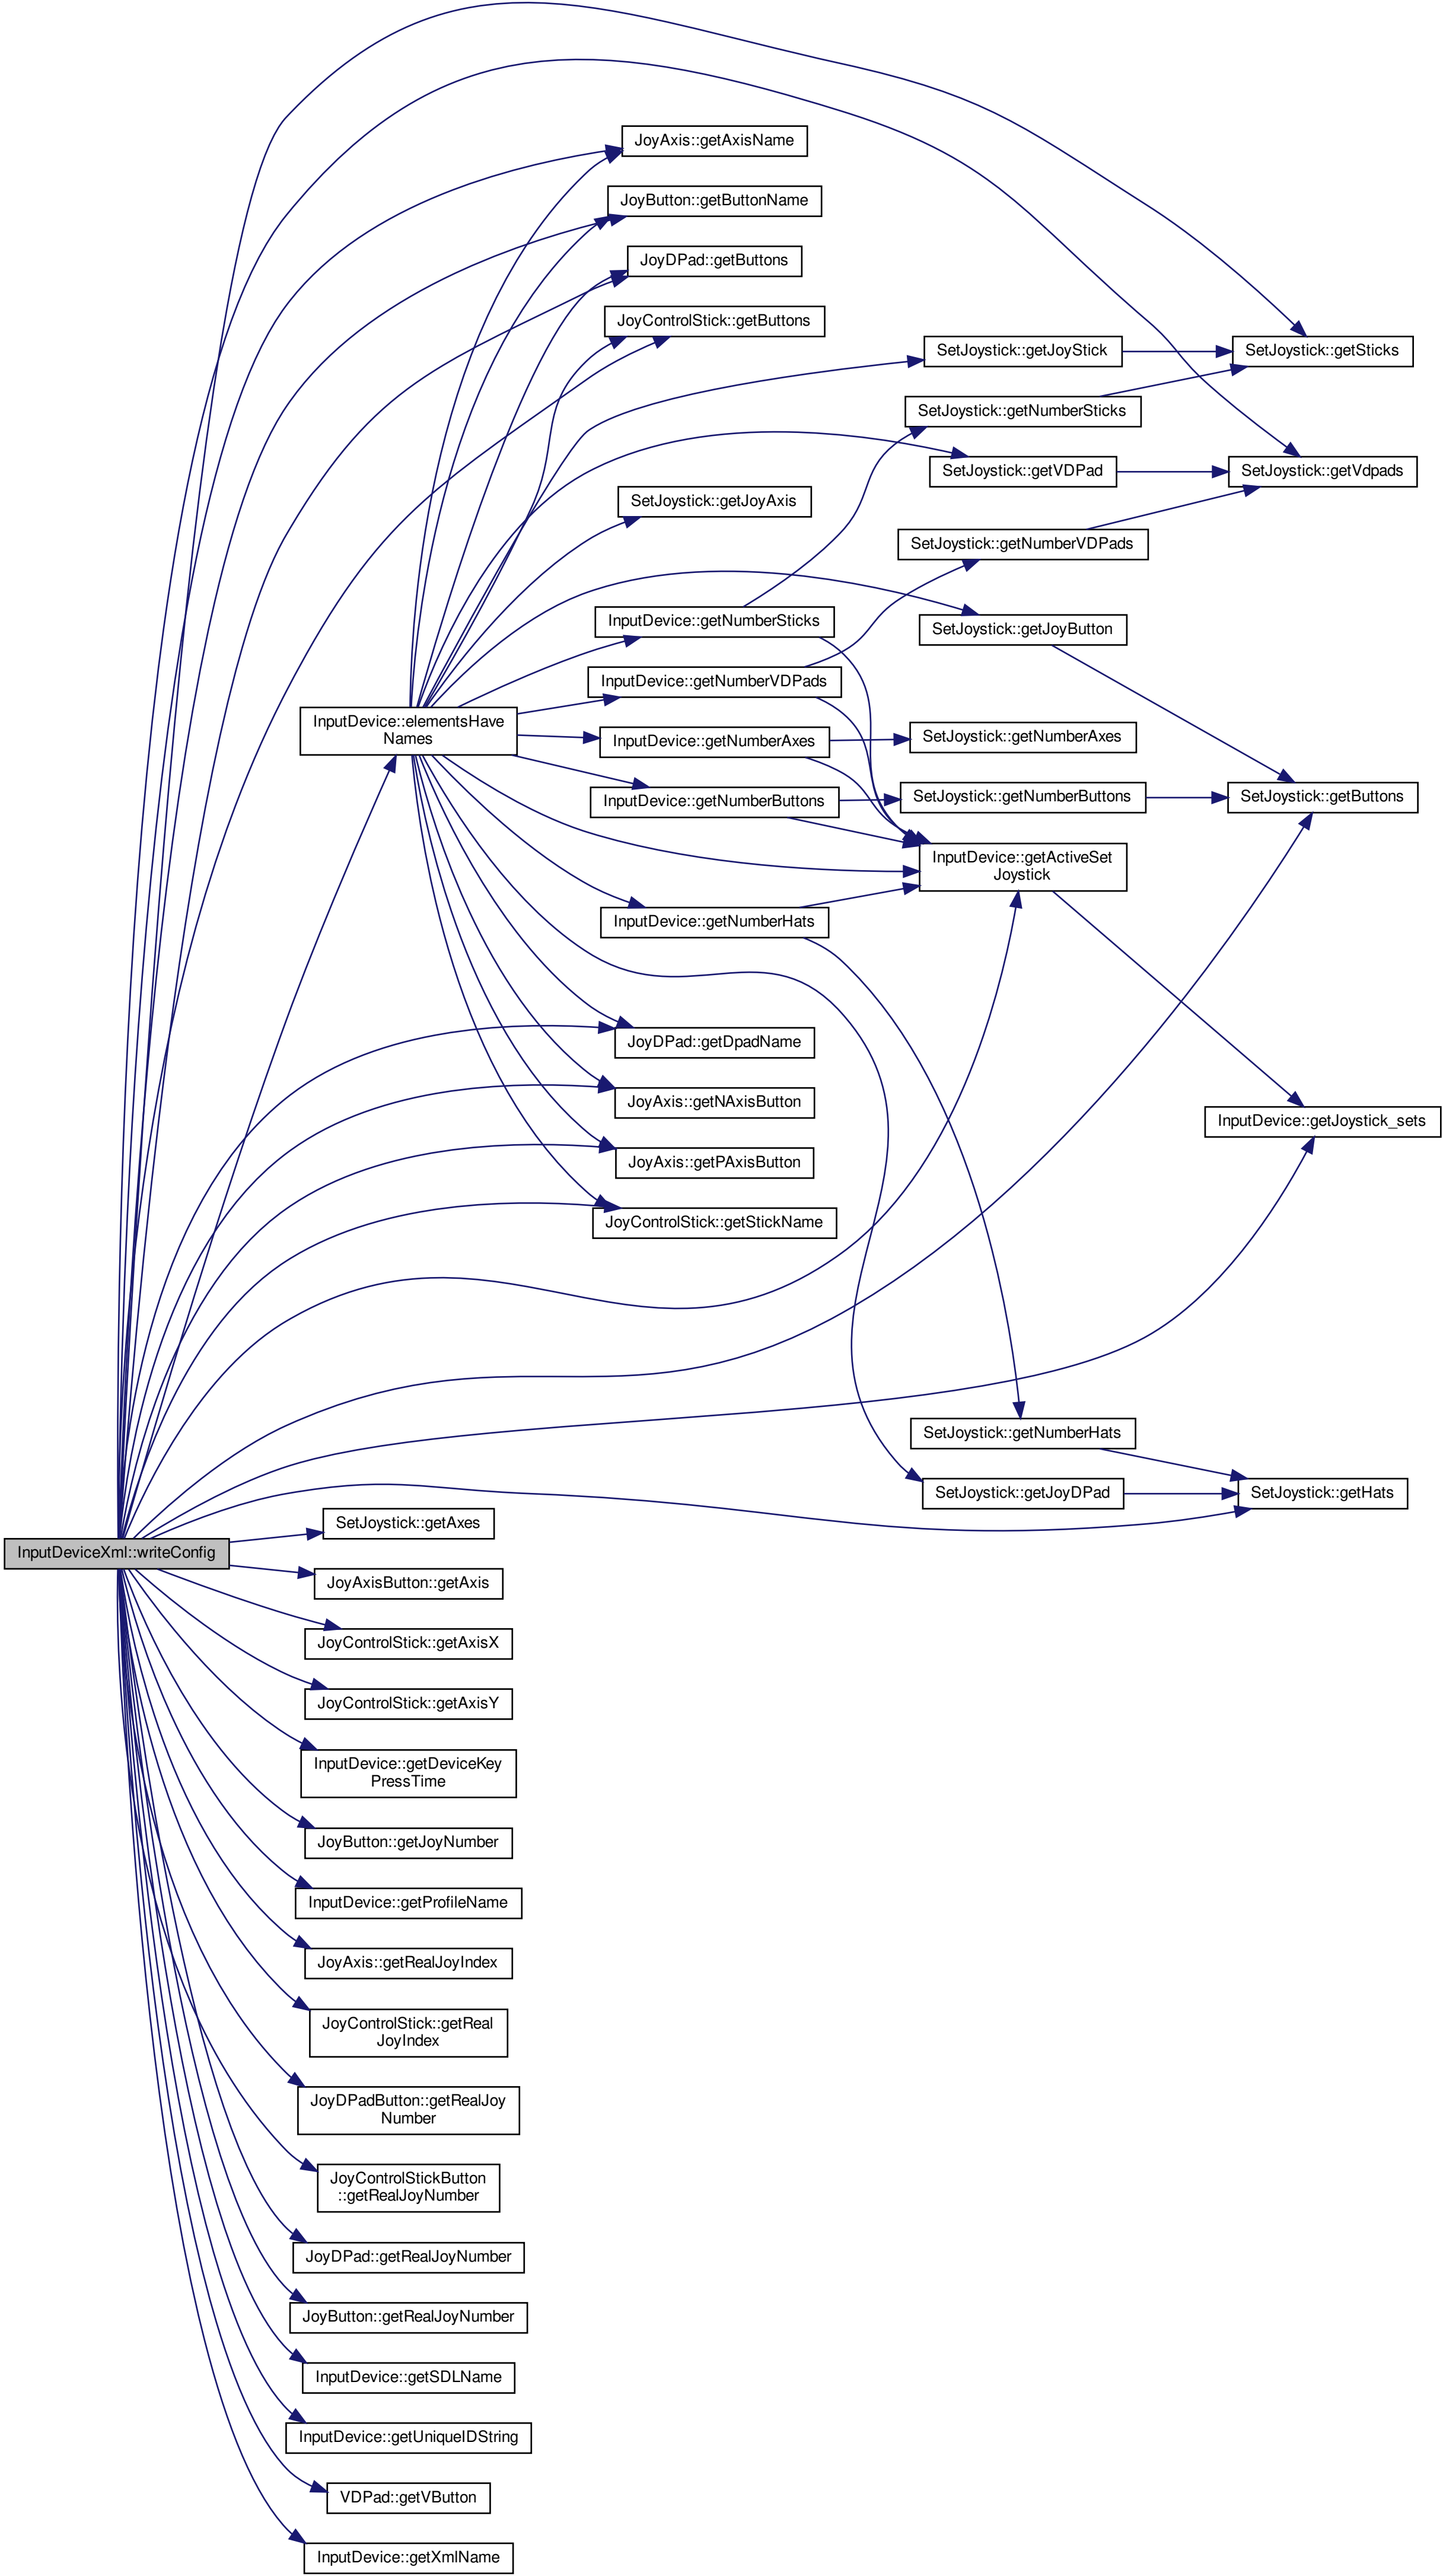 JoyAxis::getAxisName
JoyButton::getButtonName
JoyDPad::getButtons
JoyControlStick::getButtons
SetJoystick::getJoyStick
SetJoystick::getSticks
SetJoystick::getNumberSticks
SetJoystick::getVDPad
SetJoystick::getVdpads
SetJoystick::getJoyAxis
SetJoystick::getNumberVDPads
InputDevice::getNumberSticks
SetJoystick::getJoyButton
InputDevice::getNumberVDPads
InputDevice::elementsHave
Names
InputDevice::getNumberAxes
SetJoystick::getNumberAxes
InputDevice::getNumberButtons
SetJoystick::getNumberButtons
SetJoystick::getButtons
InputDevice::getActiveSet
Joystick
InputDevice::getNumberHats
JoyDPad::getDpadName
JoyAxis::getNAxisButton
InputDevice::getJoystick_sets
JoyAxis::getPAxisButton
JoyControlStick::getStickName
SetJoystick::getNumberHats
SetJoystick::getJoyDPad
SetJoystick::getHats
SetJoystick::getAxes
InputDeviceXml::writeConfig
JoyAxisButton::getAxis
JoyControlStick::getAxisX
JoyControlStick::getAxisY
InputDevice::getDeviceKey
PressTime
JoyButton::getJoyNumber
InputDevice::getProfileName
JoyAxis::getRealJoyIndex
JoyControlStick::getReal
JoyIndex
JoyDPadButton::getRealJoy
Number
JoyControlStickButton
::getRealJoyNumber
JoyDPad::getRealJoyNumber
JoyButton::getRealJoyNumber
InputDevice::getSDLName
InputDevice::getUniqueIDString
VDPad::getVButton
InputDevice::getXmlName